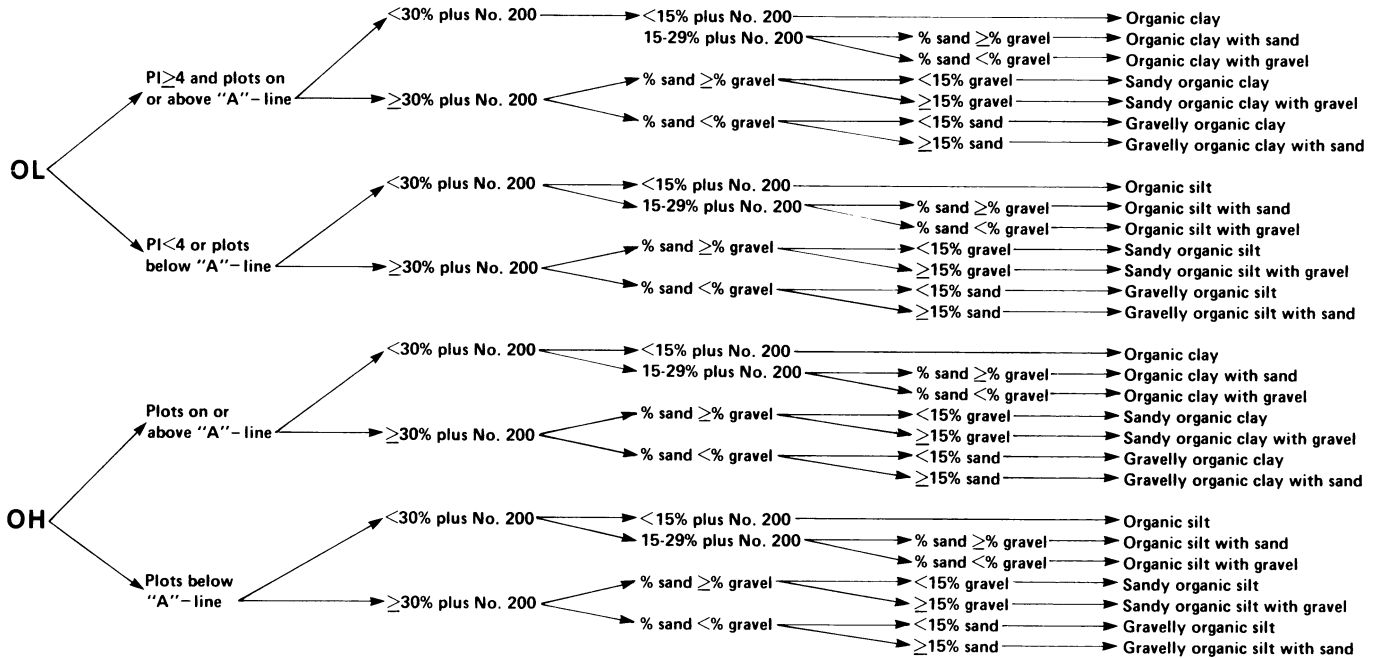 <30% plus No. 200 <15% plus No. 200 Organic clay
15-29% plus No. 200 % sand ≥% gravel Organic clay with sand
% sand <% gravel Organic clay with gravel
PI≥4 and plots on
or above "A"-line
≥30% plus No. 200 % sand ≥% gravel <15% gravel Sandy organic clay
≥15% gravel Sandy organic clay with gravel
% sand <% gravel <15% sand Gravelly organic clay
≥15% sand Gravelly organic clay with sand
OL
<30% plus No. 200 <15% plus No. 200 Organic silt
15-29% plus No. 200 % sand ≥% gravel Organic silt with sand
% sand <% gravel Organic silt with gravel
PI<4 or plots
below "A"-line
≥30% plus No. 200 % sand ≥% gravel <15% gravel Sandy organic silt
≥15% gravel Sandy organic silt with gravel
% sand <% gravel <15% sand Gravelly organic silt
≥15% sand Gravelly organic silt with sand
<30% plus No. 200 <15% plus No. 200 Organic clay
15-29% plus No. 200 % sand ≥% gravel Organic clay with sand
% sand <% gravel Organic clay with gravel
Plots on or
above "A"-line
≥30% plus No. 200 % sand ≥% gravel <15% gravel Sandy organic clay
≥15% gravel Sandy organic clay with gravel
% sand <% gravel <15% sand Gravelly organic clay
≥15% sand Gravelly organic clay with sand
OH
<30% plus No. 200 <15% plus No. 200 Organic silt
15-29% plus No. 200 % sand ≥% gravel Organic silt with sand
% sand <% gravel Organic silt with gravel
Plots below
"A"-line
≥30% plus No. 200 % sand ≥% gravel <15% gravel Sandy organic silt
≥15% gravel Sandy organic silt with gravel
% sand <% gravel <15% sand Gravelly organic silt
≥15% sand Gravelly organic silt with sand